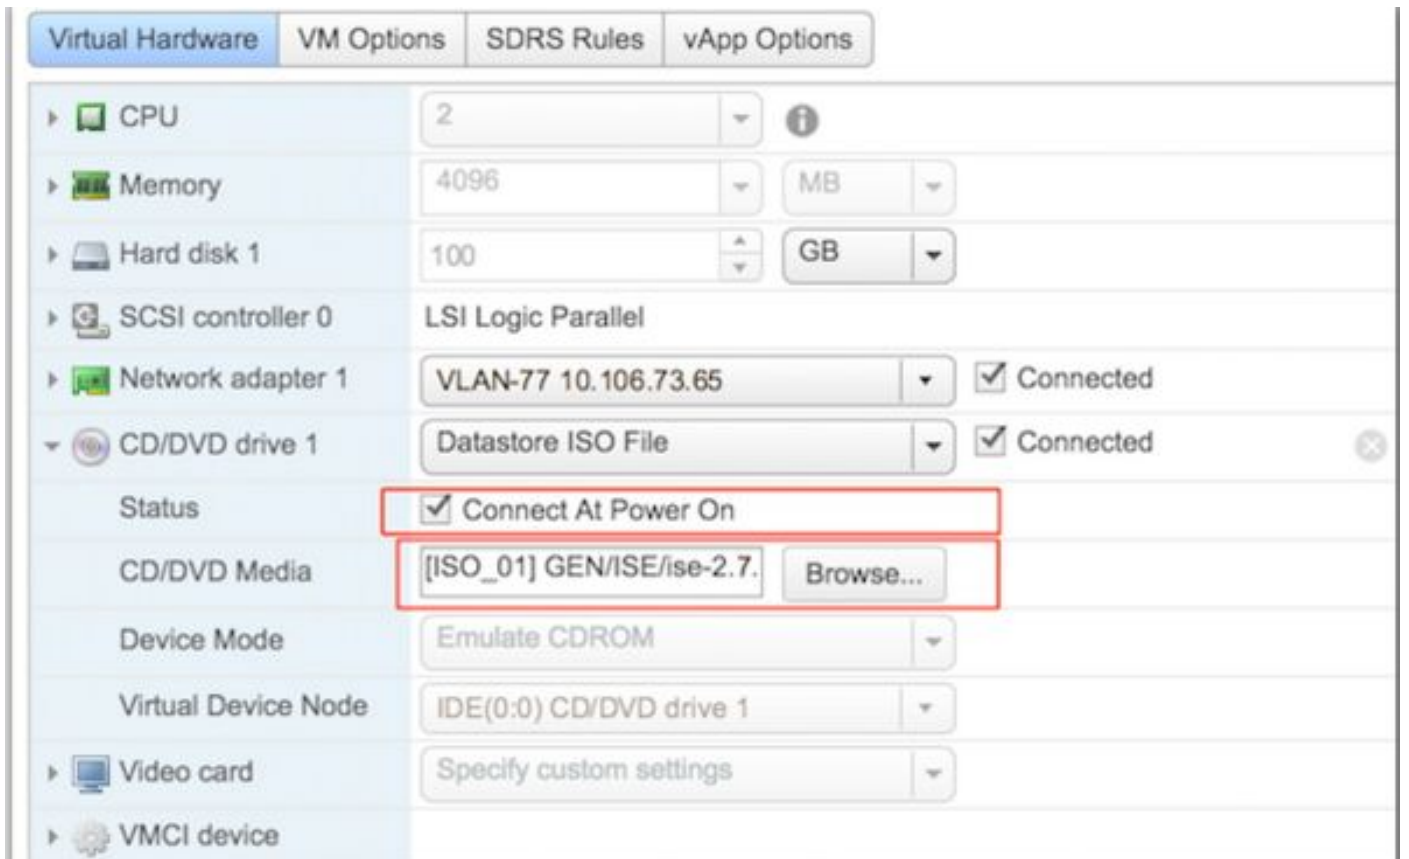 Virtual Hardware VM Options SDRS Rules vApp Options
CPU 2
Memory 4096 MB
Hard disk 1 100 GB
SCSI controller 0 LSI Logic Parallel
Network adapter 1 VLAN-77 10.106.73.65 Connected
CD/DVD drive 1 Datastore ISO File Connected
Status Connect At Power On
CD/DVD Media [ISO_01] GEN/ISE/ise-2.7. Browse...
Device Mode Emulate CDROM
Virtual Device Node IDE(0:0) CD/DVD drive 1
Video card Specify custom settings
VMCI device